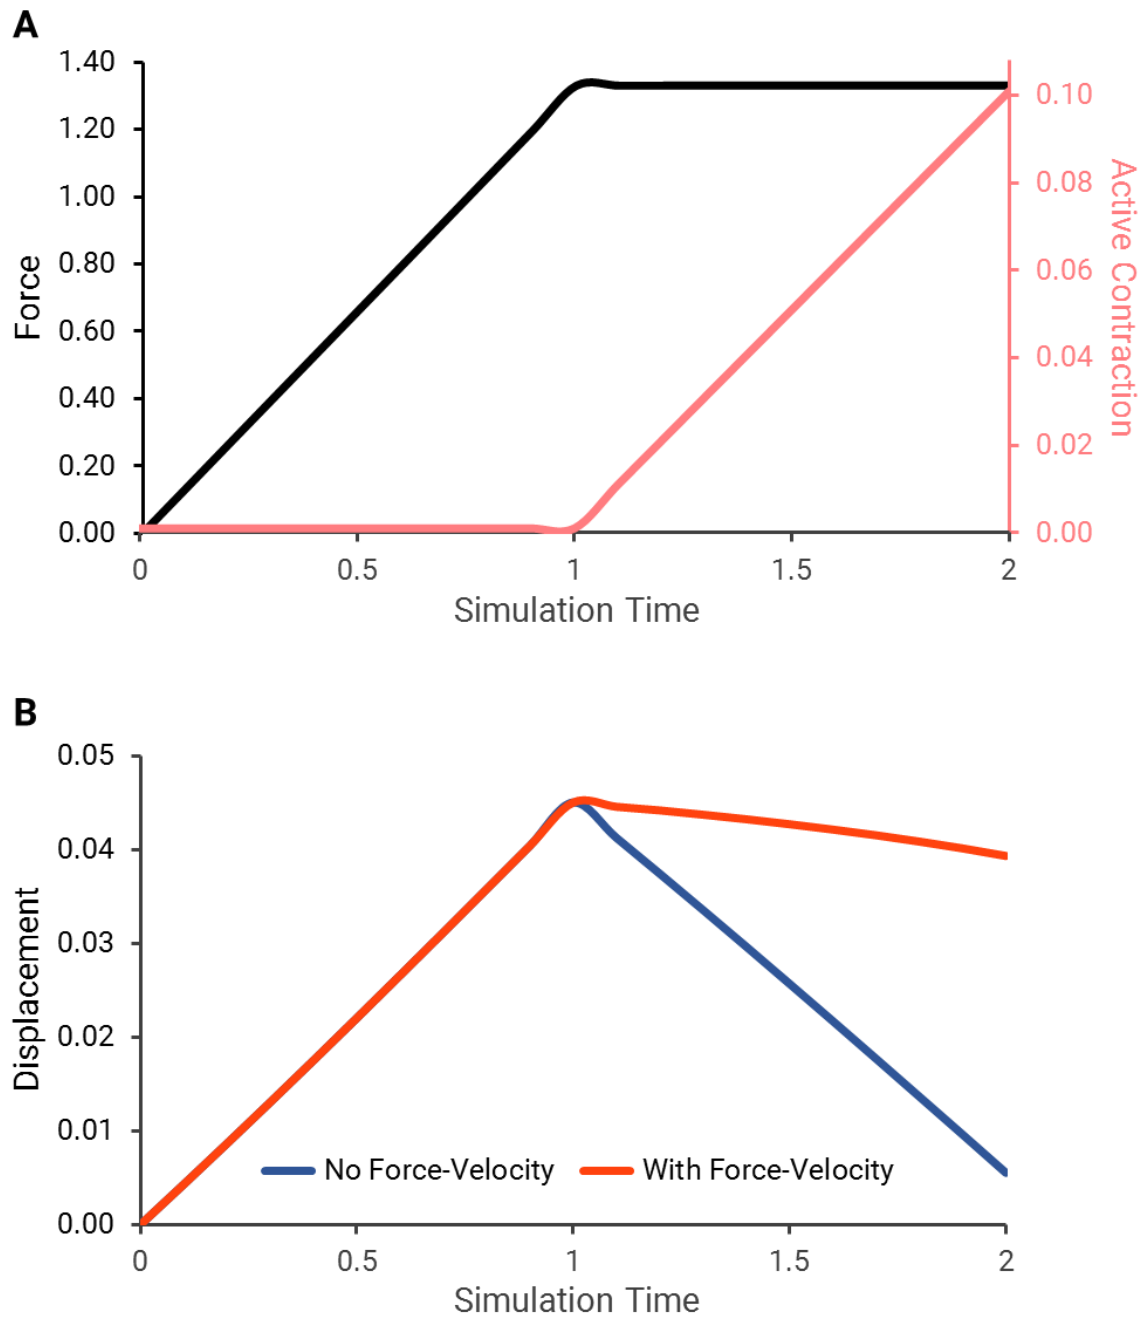 A
1.40
1.20
1.00
0.80
0.60
0.40
0.20
0.00
Force
0.10
0.08
0.06
0.04
0.02
0.00
Active Contraction
0 0.5 1 1.5 2
Simulation Time
B
0.05
0.04
0.03
0.02
0.01
0.00
Displacement
No Force-Velocity With Force-Velocity
0 0.5 1 1.5 2
Simulation Time